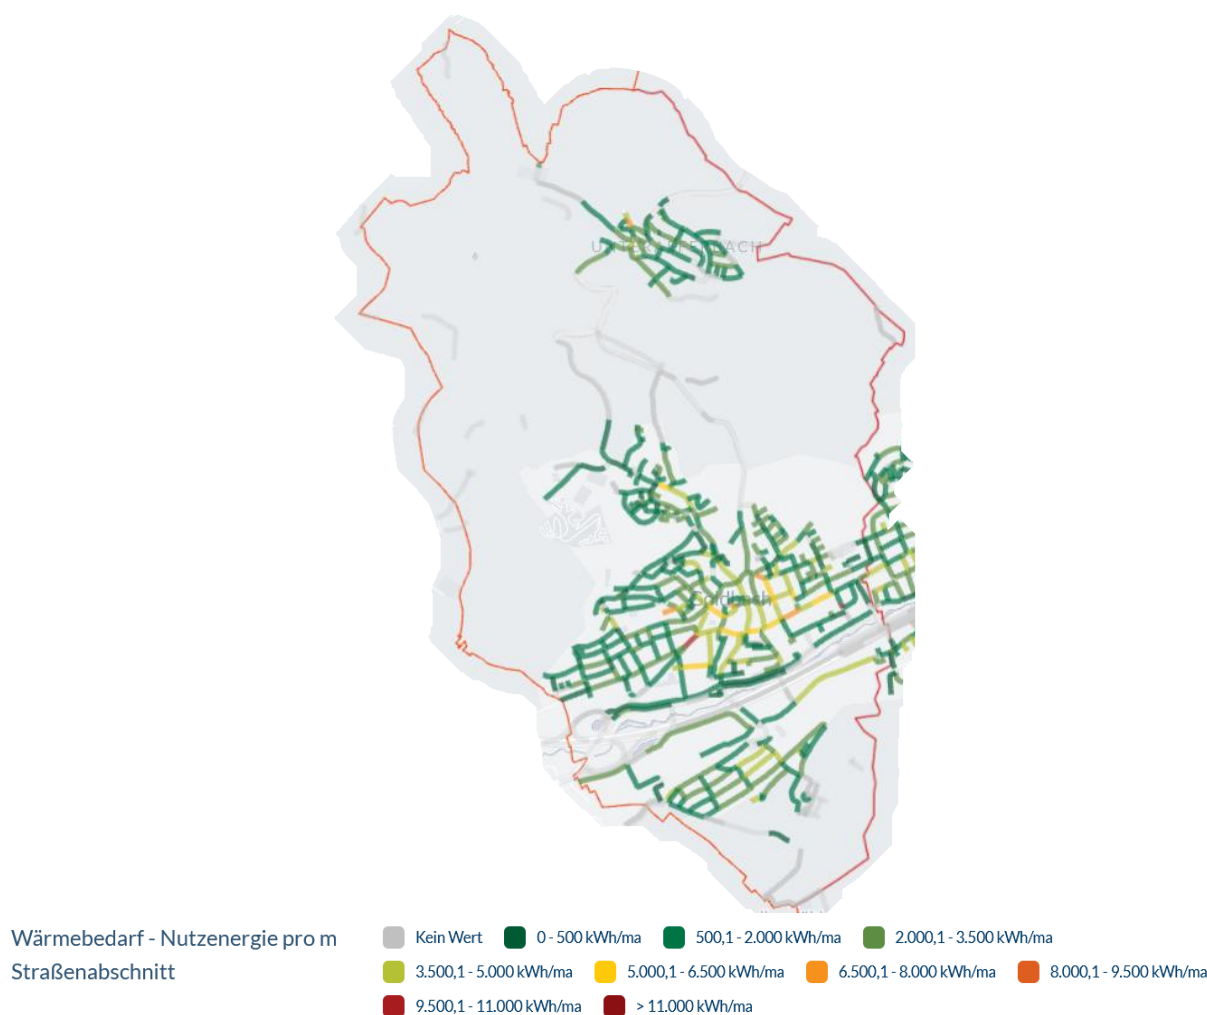 Goldbach
Wärmebedarf - Nutzenergie pro m
Straßenabschnitt
Kein Wert
0 - 500 kWh/ma
500,1 - 2.000 kWh/ma
2.000,1 - 3.500 kWh/ma
3.500,1 - 5.000 kWh/ma
5.000,1 - 6.500 kWh/ma
6.500,1 - 8.000 kWh/ma
8.000,1 - 9.500 kWh/ma
9.500,1 - 11.000 kWh/ma
> 11.000 kWh/ma